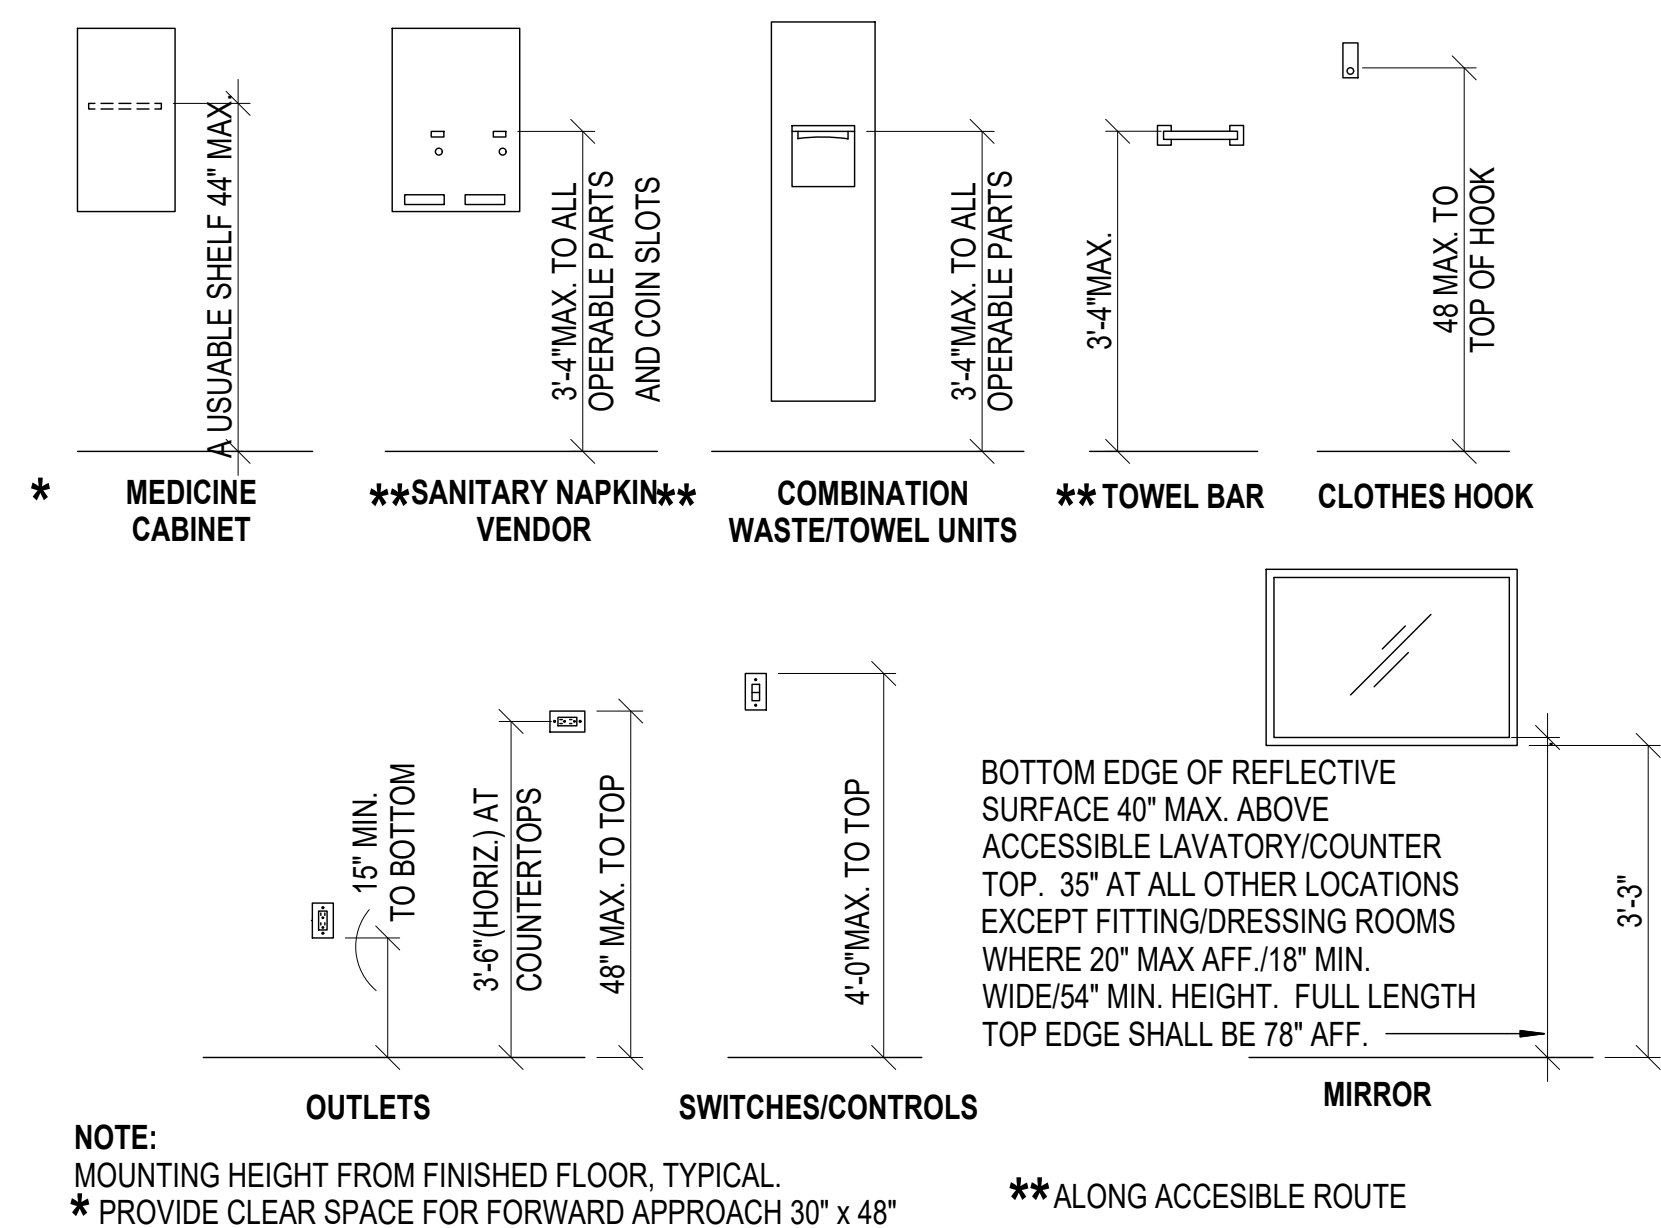 A USUABLE SHELF 44" MAX.
3'-4"MAX. TO ALL
OPERABLE PARTS
AND COIN SLOTS
3'-4"MAX. TO ALL
OPERABLE PARTS
3'-4"MAX.
48 MAX. TO
TOP OF HOOK
* MEDICINE
CABINET
**SANITARY NAPKIN
VENDOR
** COMBINATION
WASTE/TOWEL UNITS
** TOWEL BAR
CLOTHES HOOK
15" MIN.
TO BOTTOM
3'-6"(HORIZ.) AT
COUNTERTOPS
48" MAX. TO TOP
4'-0"MAX. TO TOP
BOTTOM EDGE OF REFLECTIVE
SURFACE 40" MAX. ABOVE
ACCESSIBLE LAVATORY/COUNTER
TOP. 35" AT ALL OTHER LOCATIONS
EXCEPT FITTING/DRESSING ROOMS
WHERE 20" MAX AFF./18" MIN.
WIDE/54" MIN. HEIGHT. FULL LENGTH
TOP EDGE SHALL BE 78" AFF.
3'-3"
OUTLETS
SWITCHES/CONTROLS
MIRROR
NOTE:
MOUNTING HEIGHT FROM FINISHED FLOOR, TYPICAL.
* PROVIDE CLEAR SPACE FOR FORWARD APPROACH 30" x 48"
** ALONG ACCESIBLE ROUTE